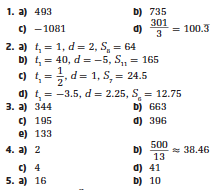 1. a) 493 b) 735
c) −1081 d) 301/3 = 100.3̅
2. a) t₁ = 1, d = 2, S₈ = 64
b) t₁ = 40, d = −5, S₁₁ = 165
c) t₁ = 1/2, d = 1, S₇ = 24.5
d) t₁ = −3.5, d = 2.25, S₆ = 12.75
3. a) 344 b) 663
c) 195 d) 396
e) 133
4. a) 2 b) 500/13 ≈ 38.46
c) 4 d) 41
5. a) 16 b) 10